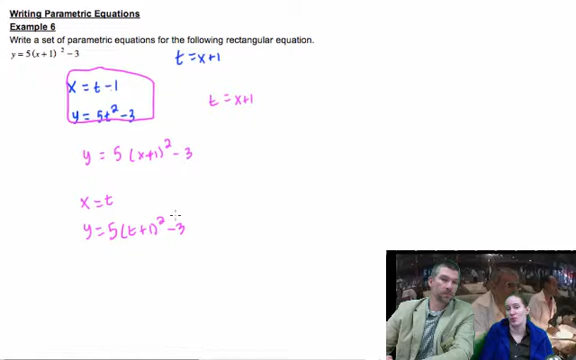 Writing Parametric Equations
Example 6
Write a set of parametric equations for the following rectangular equation.
y = 5(x+1)² – 3
t = x+1
x = t - 1
y = 5t² - 3
t = x+1
y = 5 (x+1)² - 3
x = t
y = 5(t+1)² - 3